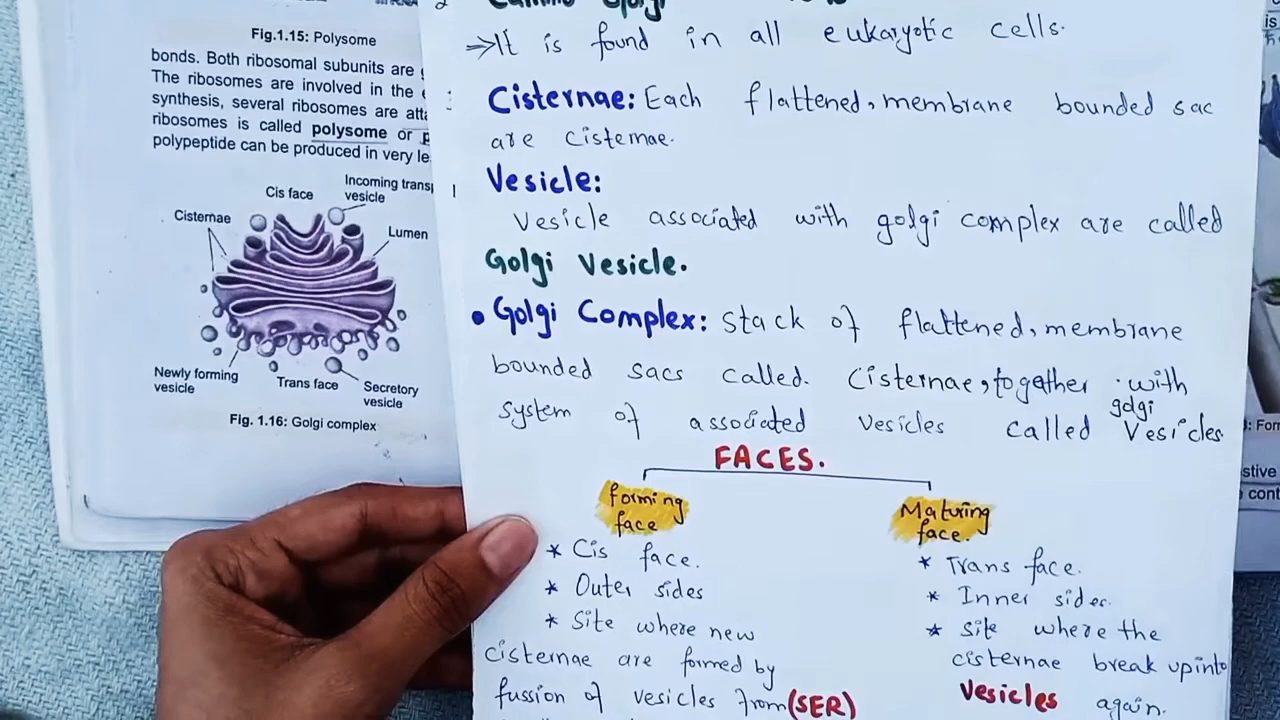 Fig.1.15: Polysome
bonds. Both ribosomal subunits are
The ribosomes are involved in the
synthesis, several ribosomes are
ribosomes is called polysome or
polypeptide can be produced in very
Incoming
vesicle
Cis face
Cisternae
Lumen
Newly forming
vesicle
Trans face
Secretory
vesicle
Fig. 1.16: Golgi complex
Golgi
⇒It is found in all eukaryotic cells.
Cisternae: Each flattened, membrane bounded sac
are cisternae.
Vesicle:
Vesicle associated with golgi complex are called
Golgi Vesicle.
• Golgi Complex: Stack of flattened, membrane
bounded sacs called. Cisternae, together with
system of associated vesicles called golgi Vesicles
FACES.
forming
face
* Cis face.
* Outer sides
* Site where new
cisternae are formed by
fussion of vesicles from (SER)
Maturing
face.
* Trans face.
* Inner sides.
* Site where the
cisternae break up into
Vesicles again.
is
stive
cont